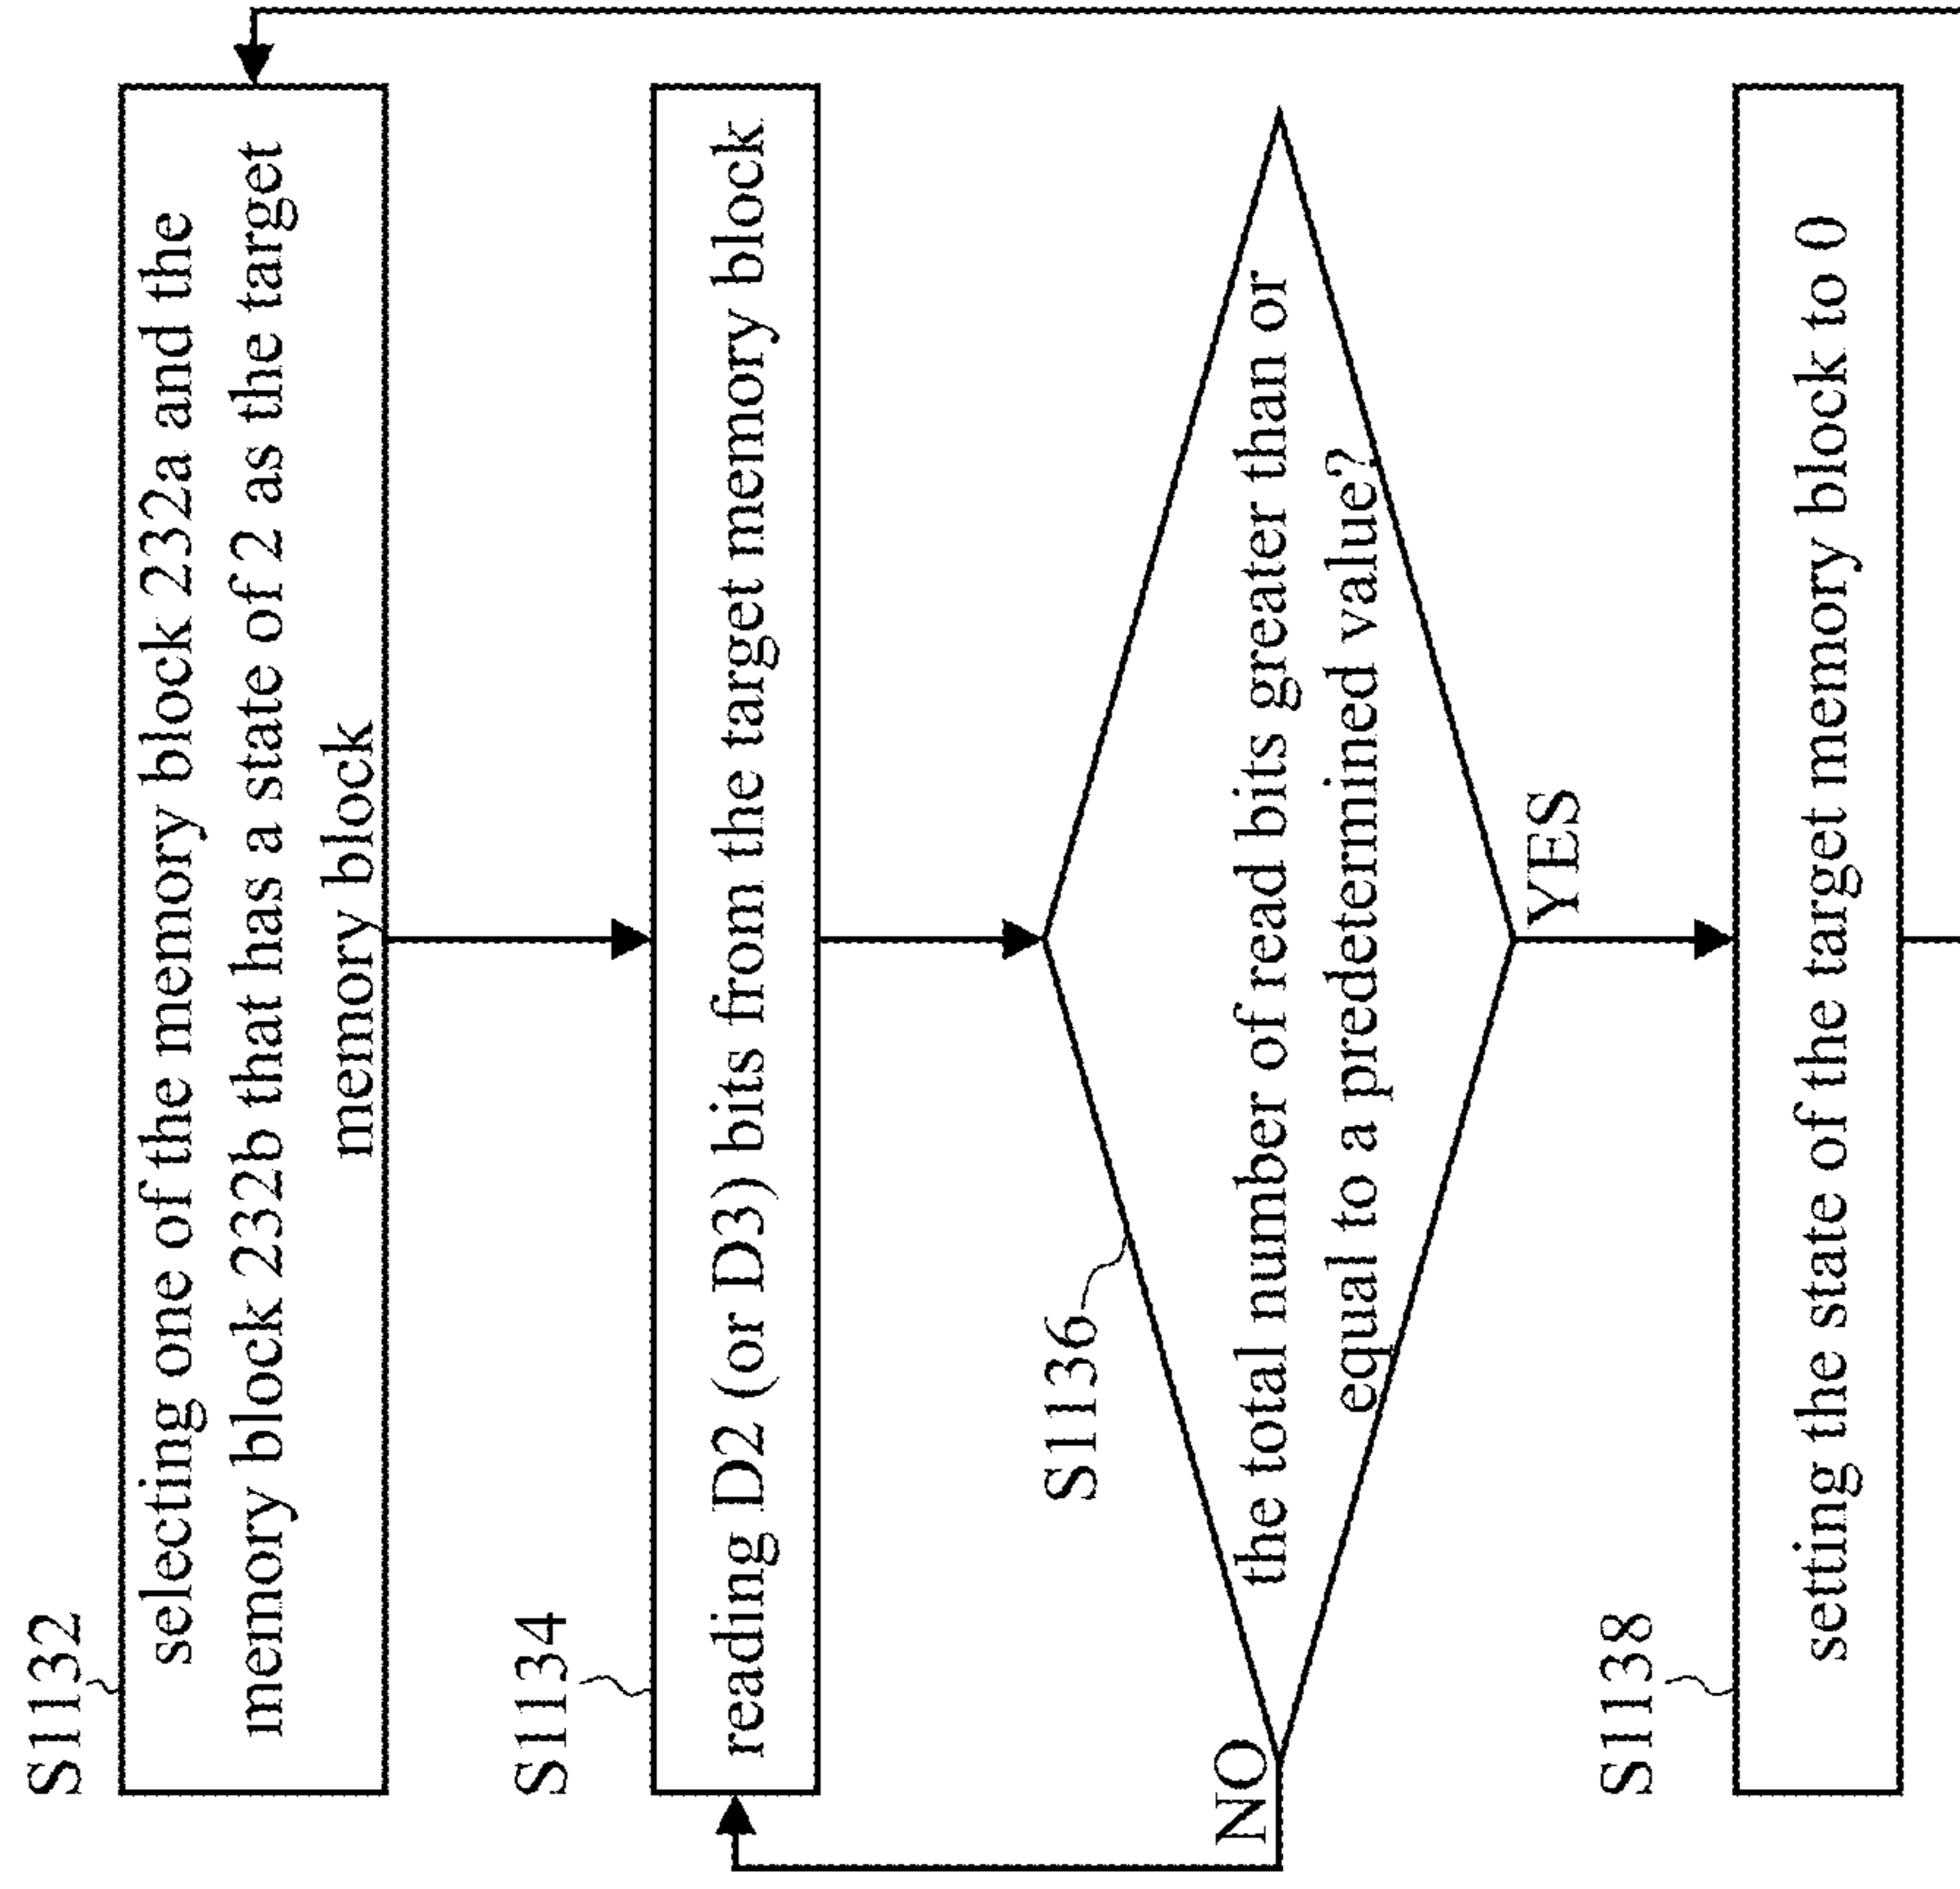 S1132
selecting one of the memory block 232a and the
memory block 232b that has a state of 2 as the target
memory block
S1134
reading D2 (or D3) bits from the target memory block
S1136
the total number of read bits greater than or
equal to a predetermined value?
NO
YES
S1138
setting the state of the target memory block to 0